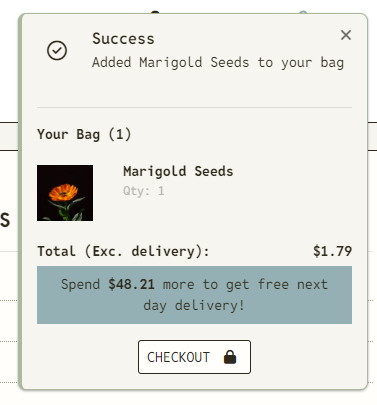 Success
Added Marigold Seeds to your bag
Your Bag (1)
Marigold Seeds
Qty: 1
Total (Exc. delivery): $1.79
Spend $48.21 more to get free next
day delivery!
CHECKOUT
S